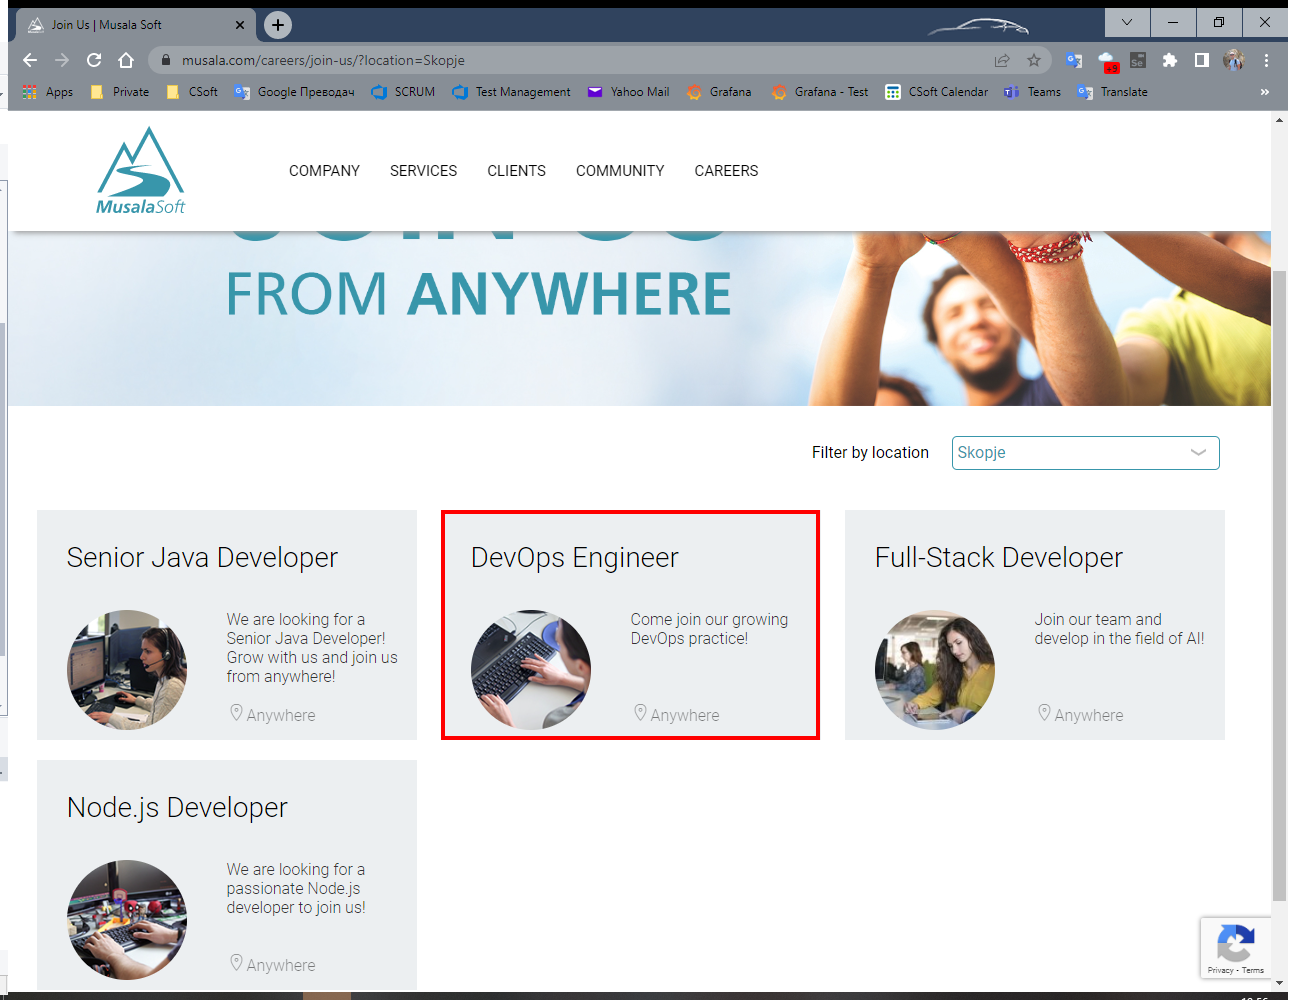 Join Us | Musala Soft
musala.com/careers/join-us/?location=Skopje
Apps Private CSoft Google Преводач SCRUM Test Management Yahoo Mail Grafana Grafana - Test CSoft Calendar Teams Translate »
MusalaSoft
COMPANY SERVICES CLIENTS COMMUNITY CAREERS
FROM ANYWHERE
Filter by location Skopje
Senior Java Developer
We are looking for a
Senior Java Developer!
Grow with us and join us
from anywhere!
Anywhere
DevOps Engineer
Come join our growing
DevOps practice!
Anywhere
Full-Stack Developer
Join our team and
develop in the field of AI!
Anywhere
Node.js Developer
We are looking for a
passionate Node.js
developer to join us!
Anywhere
Privacy - Terms